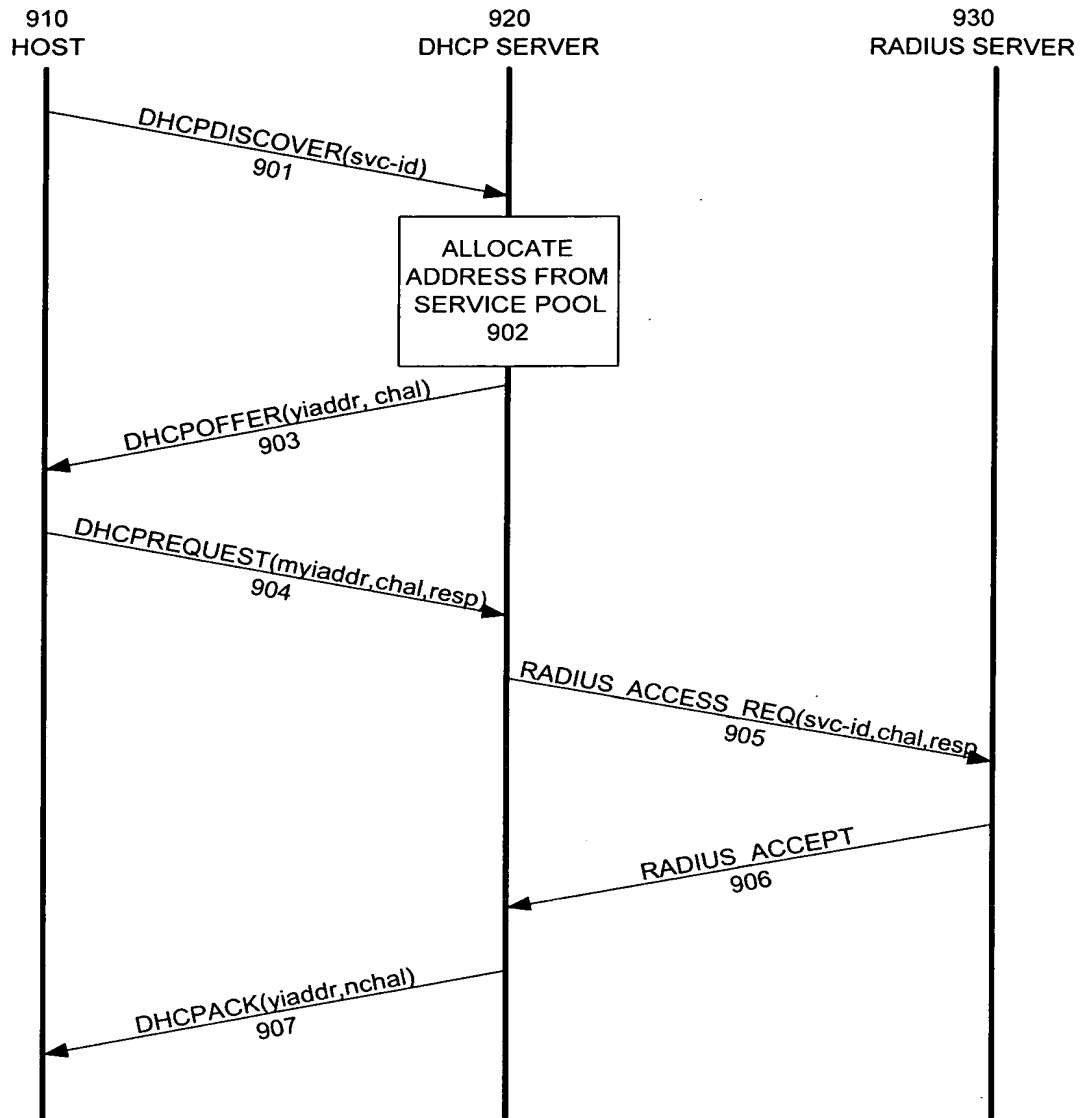 910
HOST
920
DHCP SERVER
930
RADIUS SERVER
DHCPDISCOVER(svc-id)
901
ALLOCATE
ADDRESS FROM
SERVICE POOL
902
DHCPOFFER(yiaddr, chal)
903
DHCPREQUEST(myiaddr,chal,resp)
904
RADIUS_ACCESS_REQ(svc-id,chal,resp
905
RADIUS_ACCEPT
906
DHCPACK(yiaddr,nchal)
907